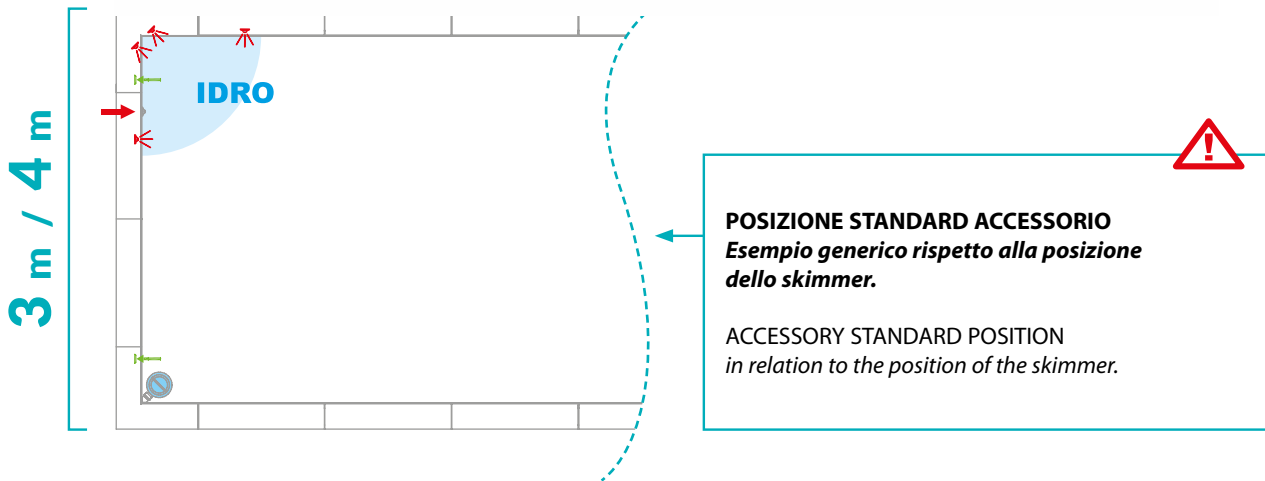 3 m / 4 m
IDRO
!
POSIZIONE STANDARD ACCESSORIO
Esempio generico rispetto alla posizione
dello skimmer.
ACCESSORY STANDARD POSITION
in relation to the position of the skimmer.